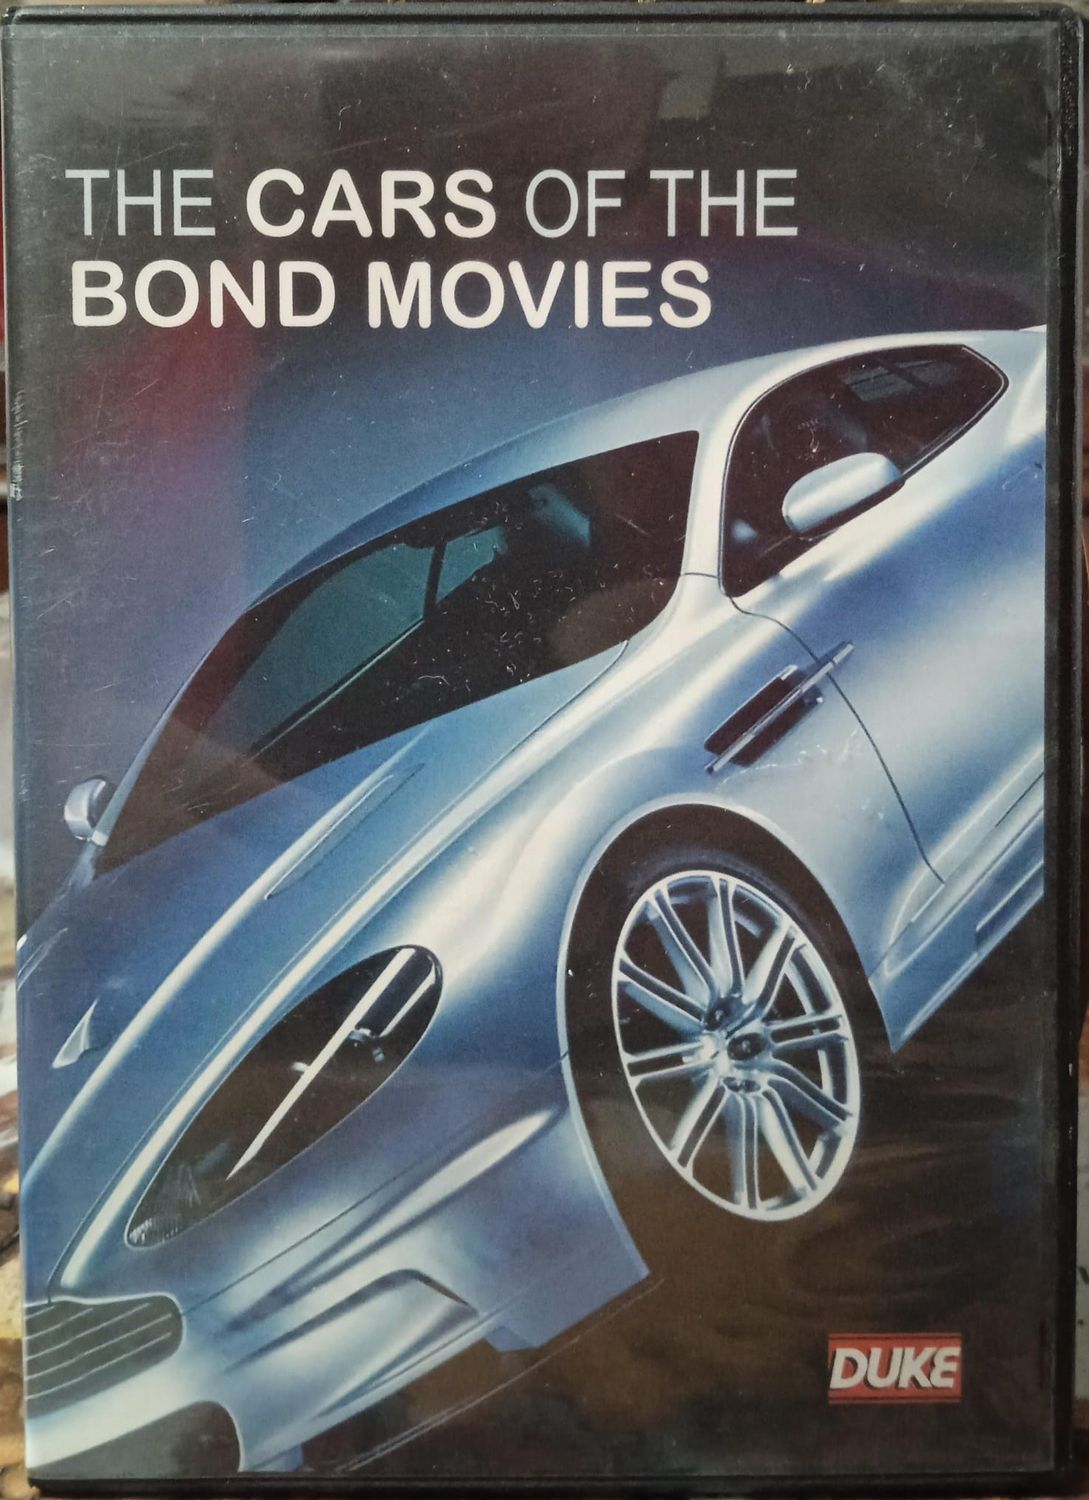 THE CARS OF THE
BOND MOVIES
DUKE